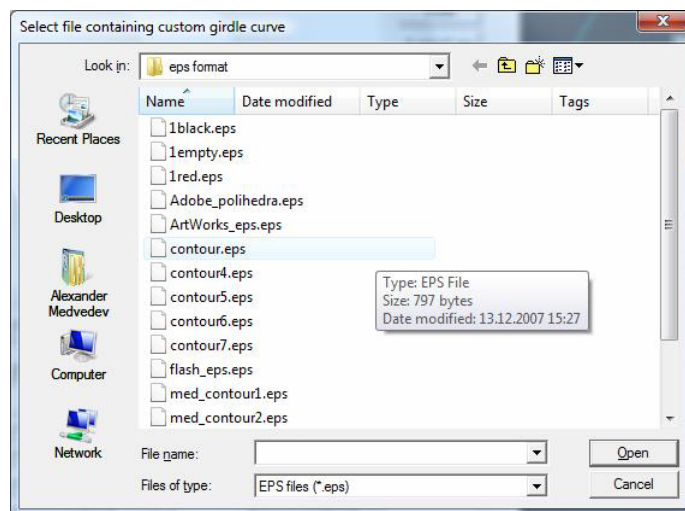 Select file containing custom girdle curve
Look in: eps format
Name Date modified Type Size Tags
1black.eps
1empty.eps
1red.eps
Adobe_polihedra.eps
ArtWorks_eps.eps
contour.eps
contour4.eps
contour5.eps
contour6.eps
contour7.eps
flash_eps.eps
med_contour1.eps
med_contour2.eps
Type: EPS File
Size: 797 bytes
Date modified: 13.12.2007 15:27
Recent Places
Desktop
Alexander
Medvedev
Computer
Network
File name:
Open
Files of type: EPS files (*.eps)
Cancel